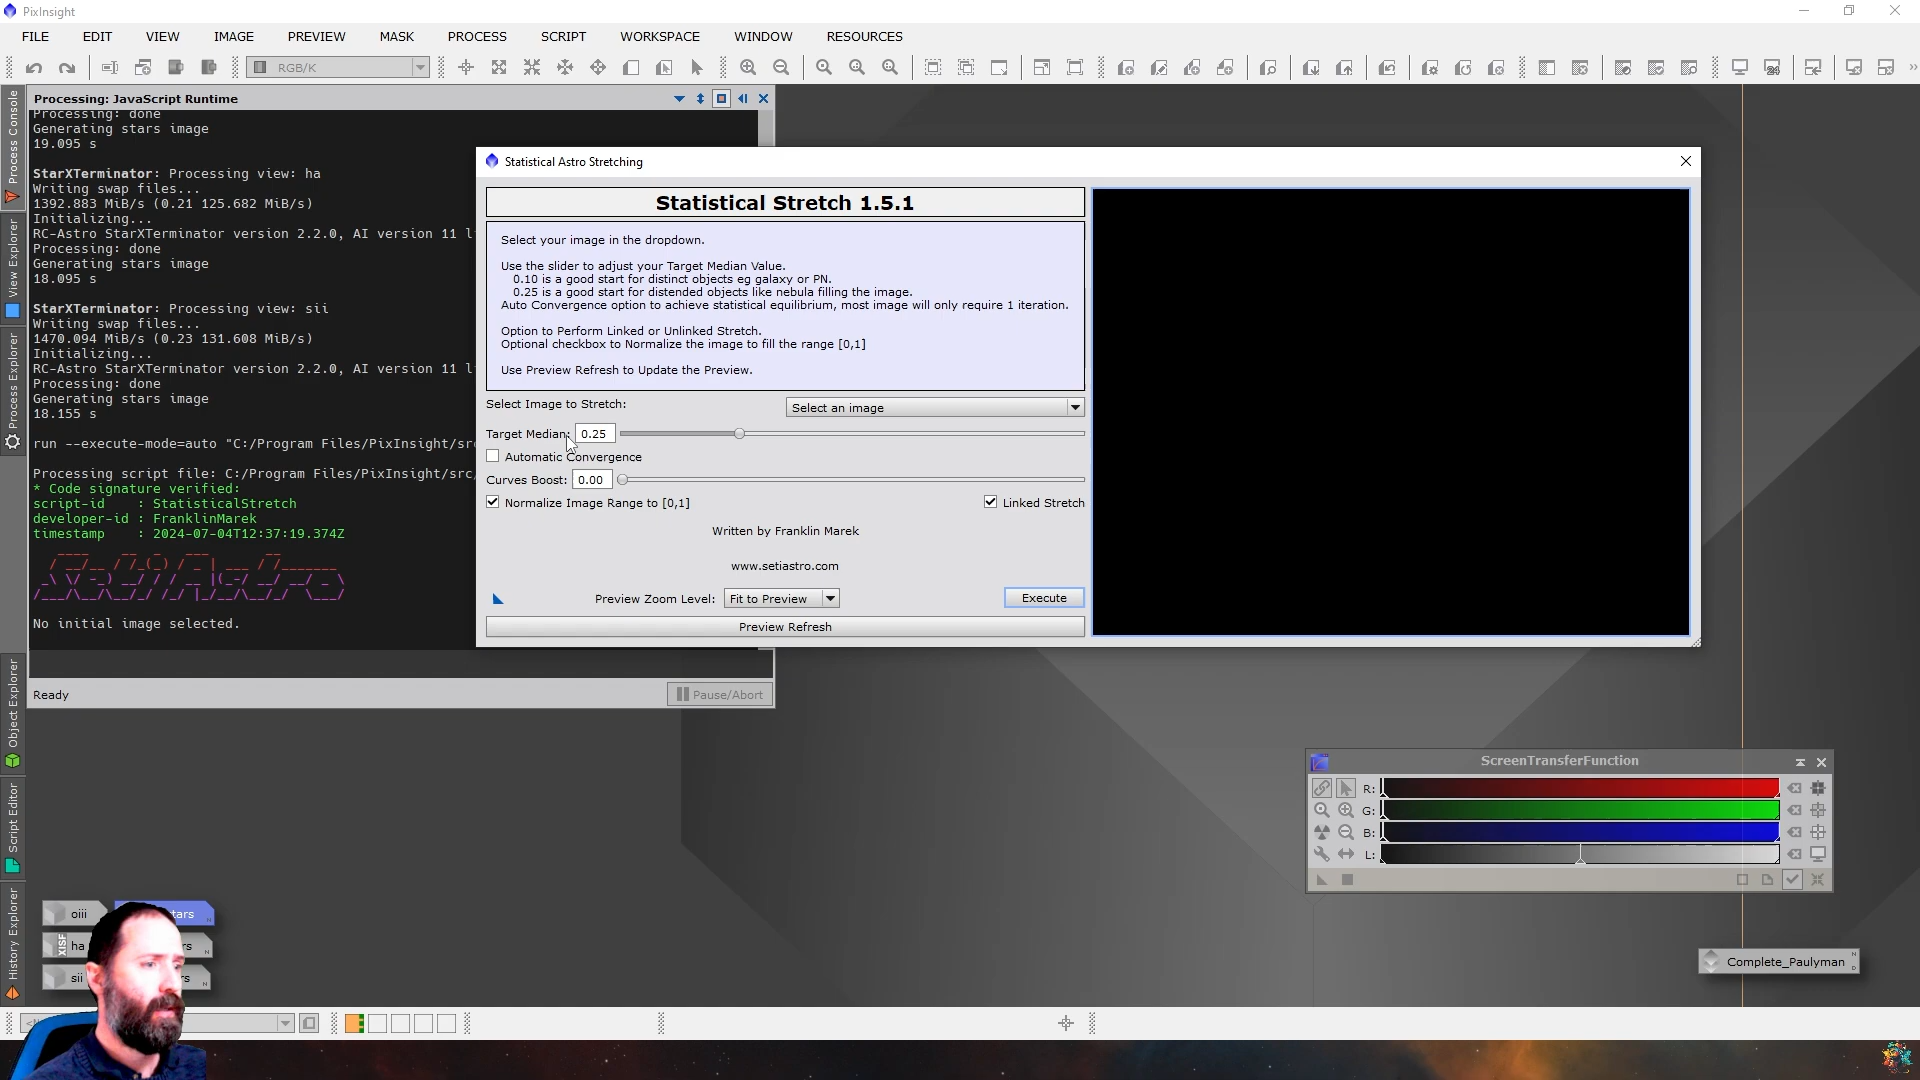 PixInsight
FILE EDIT VIEW IMAGE PREVIEW MASK PROCESS SCRIPT WORKSPACE WINDOW RESOURCES
RGB/K
Process Console
View Explorer
Process Explorer
Object Explorer
Script Editor
History Explorer
Processing: JavaScript Runtime
Processing: done
Generating stars image
19.095 s
StarXTerminator: Processing view: ha
Writing swap files...
1392.883 MiB/s (0.21 125.682 MiB/s)
Initializing...
RC-Astro StarXTerminator version 2.2.0, AI version 11 l
Processing: done
Generating stars image
18.095 s
StarXTerminator: Processing view: sii
Writing swap files...
1470.094 MiB/s (0.23 131.608 MiB/s)
Initializing...
RC-Astro StarXTerminator version 2.2.0, AI version 11 l
Processing: done
Generating stars image
18.155 s
run --execute-mode=auto "C:/Program Files/PixInsight/src
Processing script file: C:/Program Files/PixInsight/src/
* Code signature verified:
script-id    : StatisticalStretch
developer-id : FranklinMarek
timestamp    : 2024-07-04T12:37:19.374Z
No initial image selected.
Ready
Pause/Abort
Statistical Astro Stretching
Statistical Stretch 1.5.1
Select your image in the dropdown.
Use the slider to adjust your Target Median Value.
0.10 is a good start for distinct objects eg galaxy or PN.
0.25 is a good start for distended objects like nebula filling the image.
Auto Convergence option to achieve statistical equilibrium, most image will only require 1 iteration.
Option to Perform Linked or Unlinked Stretch.
Optional checkbox to Normalize the image to fill the range [0,1]
Use Preview Refresh to Update the Preview.
Select Image to Stretch: Select an image
Target Median: 0.25
Automatic Convergence
Curves Boost: 0.00
Normalize Image Range to [0,1] Linked Stretch
Written by Franklin Marek
www.setiastro.com
Preview Zoom Level: Fit to Preview Execute
Preview Refresh
ScreenTransferFunction
R:
G:
B:
L:
oiii tars
XISF ha rs
sii rs
Complete_Paulyman